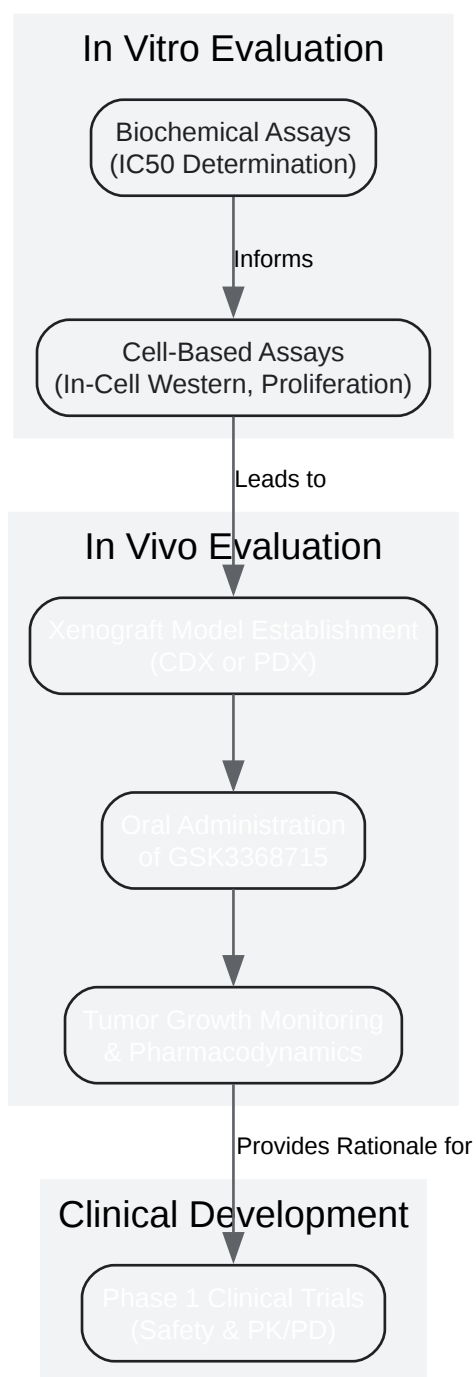 In Vitro Evaluation
Biochemical Assays
(IC50 Determination)
Informs
Cell-Based Assays
(In-Cell Western, Proliferation)
Leads to
In Vivo Evaluation
Xenograft Model Establishment
(CDX or PDX)
Oral Administration
of GSK3368715
Tumor Growth Monitoring
& Pharmacodynamics
Provides Rationale for
Clinical Development
Phase 1 Clinical Trials
(Safety & PK/PD)